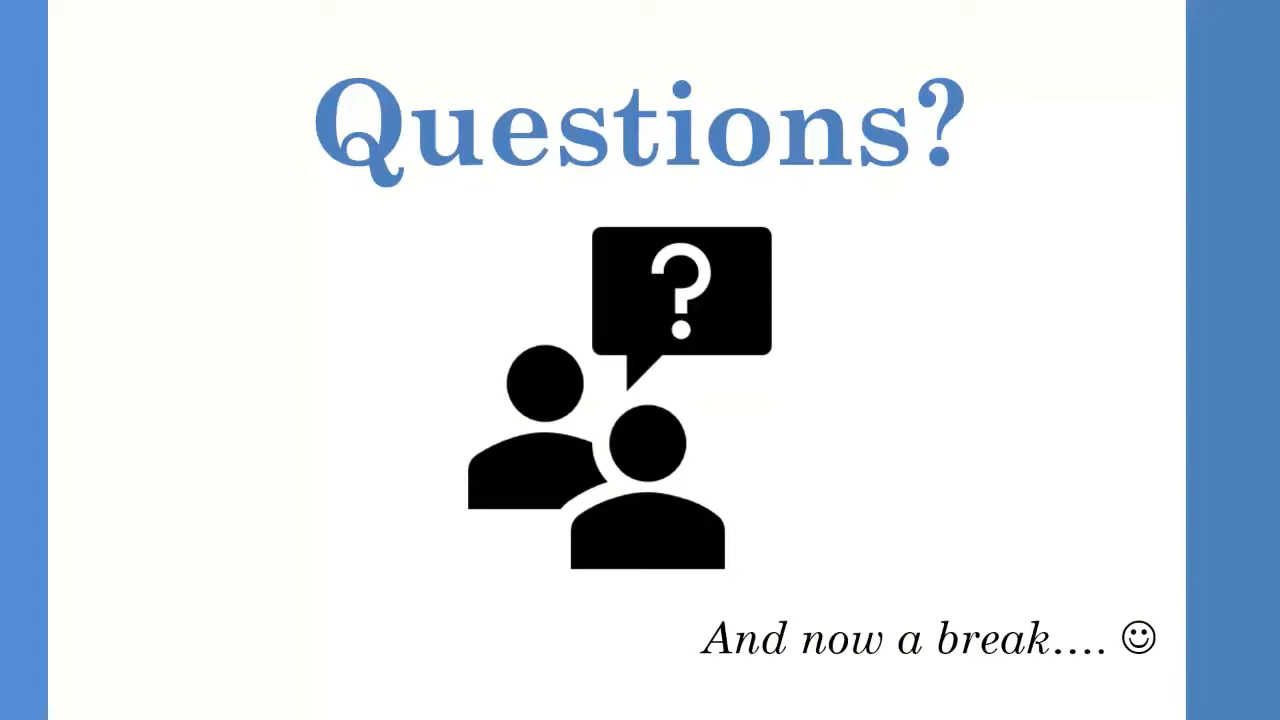 Questions?
?
And now a break.... ☺